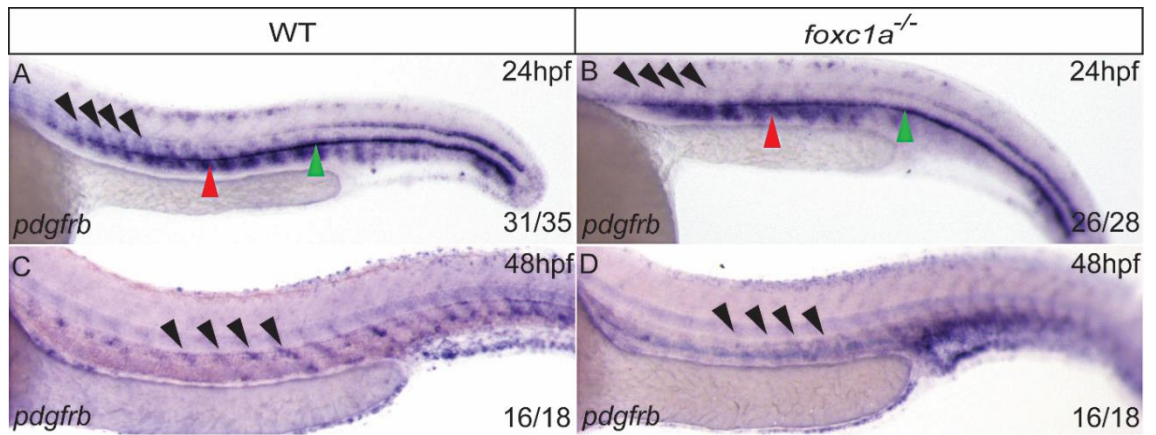 WT
foxc1a-/-
A
24hpf
pdgfrb
31/35
B
24hpf
pdgfrb
26/28
C
48hpf
pdgfrb
16/18
D
48hpf
pdgfrb
16/18